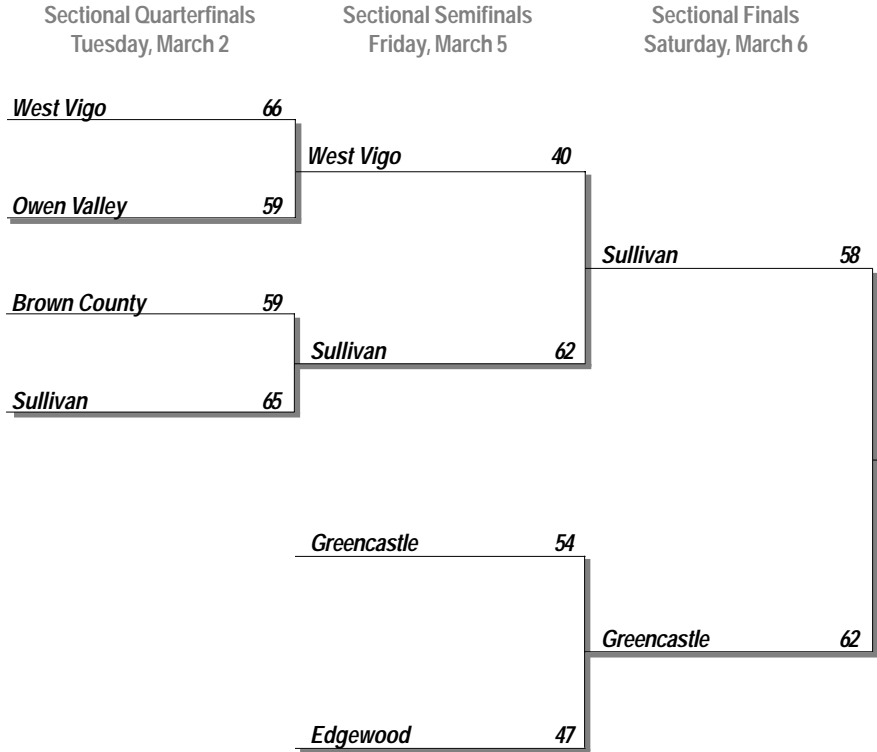 Sectional Quarterfinals
Tuesday, March 2
Sectional Semifinals
Friday, March 5
Sectional Finals
Saturday, March 6
West Vigo 66
West Vigo 40
Owen Valley 59
Sullivan 58
Brown County 59
Sullivan 62
Sullivan 65
Greencastle 54
Greencastle 62
Edgewood 47